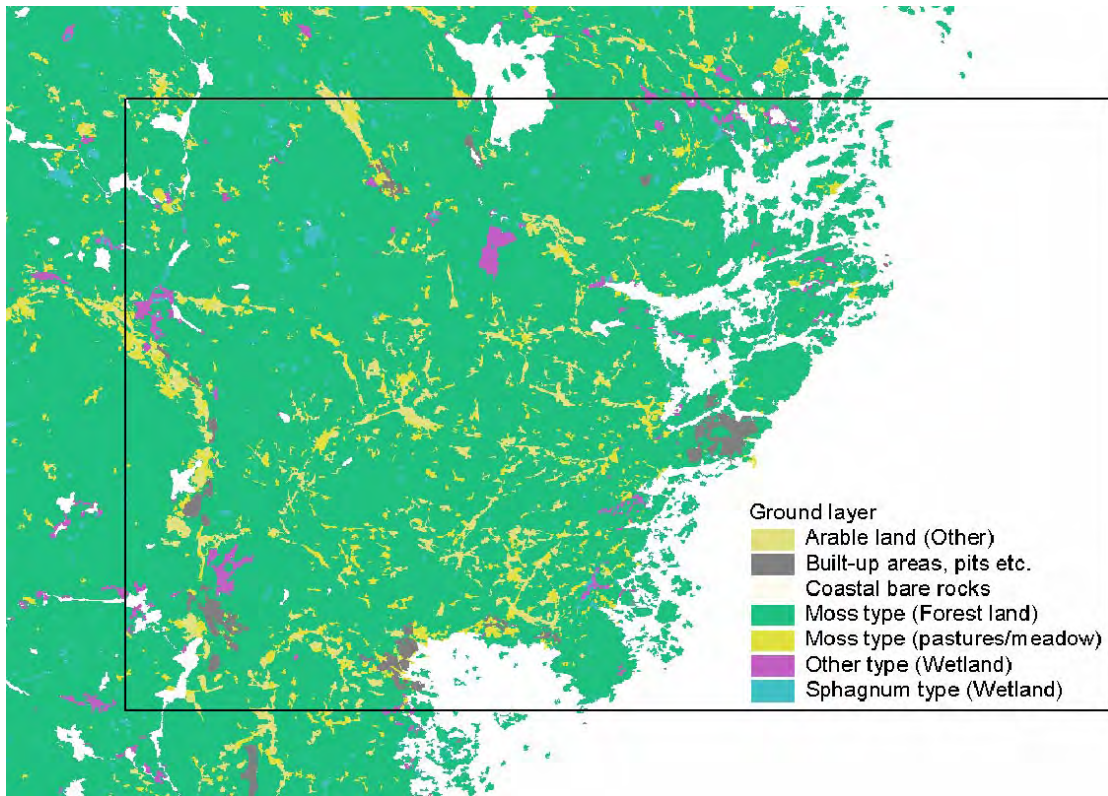 Ground layer
Arable land (Other)
Built-up areas, pits etc.
Coastal bare rocks
Moss type (Forest land)
Moss type (pastures/meadow)
Other type (Wetland)
Sphagnum type (Wetland)